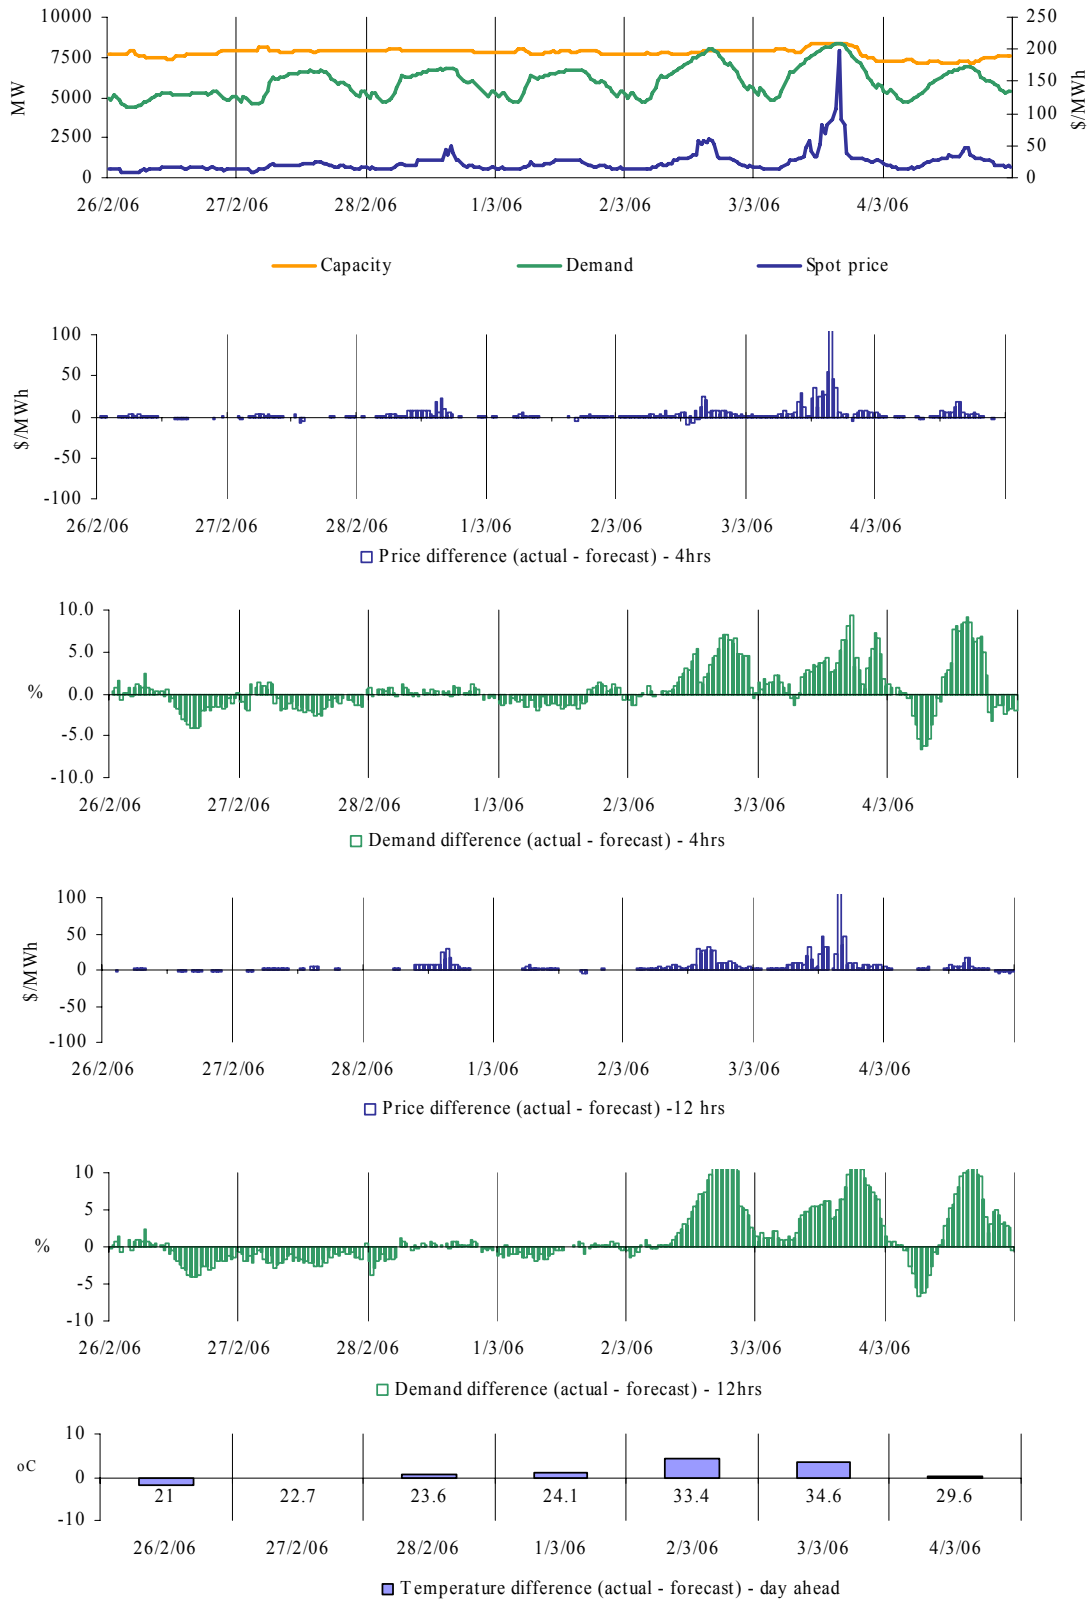 10000 250
7500 200
150
5000
100
2500 50
0 0
MW
$/MWh
26/2/06 27/2/06 28/2/06 1/3/06 2/3/06 3/3/06 4/3/06
Capacity Demand Spot price
100
50
0
-50
-100
$/MWh
26/2/06 27/2/06 28/2/06 1/3/06 2/3/06 3/3/06 4/3/06
Price difference (actual - forecast) - 4hrs
10.0
5.0
0.0
-5.0
-10.0
%
26/2/06 27/2/06 28/2/06 1/3/06 2/3/06 3/3/06 4/3/06
Demand difference (actual - forecast) - 4hrs
100
50
0
-50
-100
$/MWh
26/2/06 27/2/06 28/2/06 1/3/06 2/3/06 3/3/06 4/3/06
Price difference (actual - forecast) -12 hrs
10
5
0
-5
-10
%
26/2/06 27/2/06 28/2/06 1/3/06 2/3/06 3/3/06 4/3/06
Demand difference (actual - forecast) - 12hrs
10
0
-10
oC
21 22.7 23.6 24.1 33.4 34.6 29.6
26/2/06 27/2/06 28/2/06 1/3/06 2/3/06 3/3/06 4/3/06
Temperature difference (actual - forecast) - day ahead